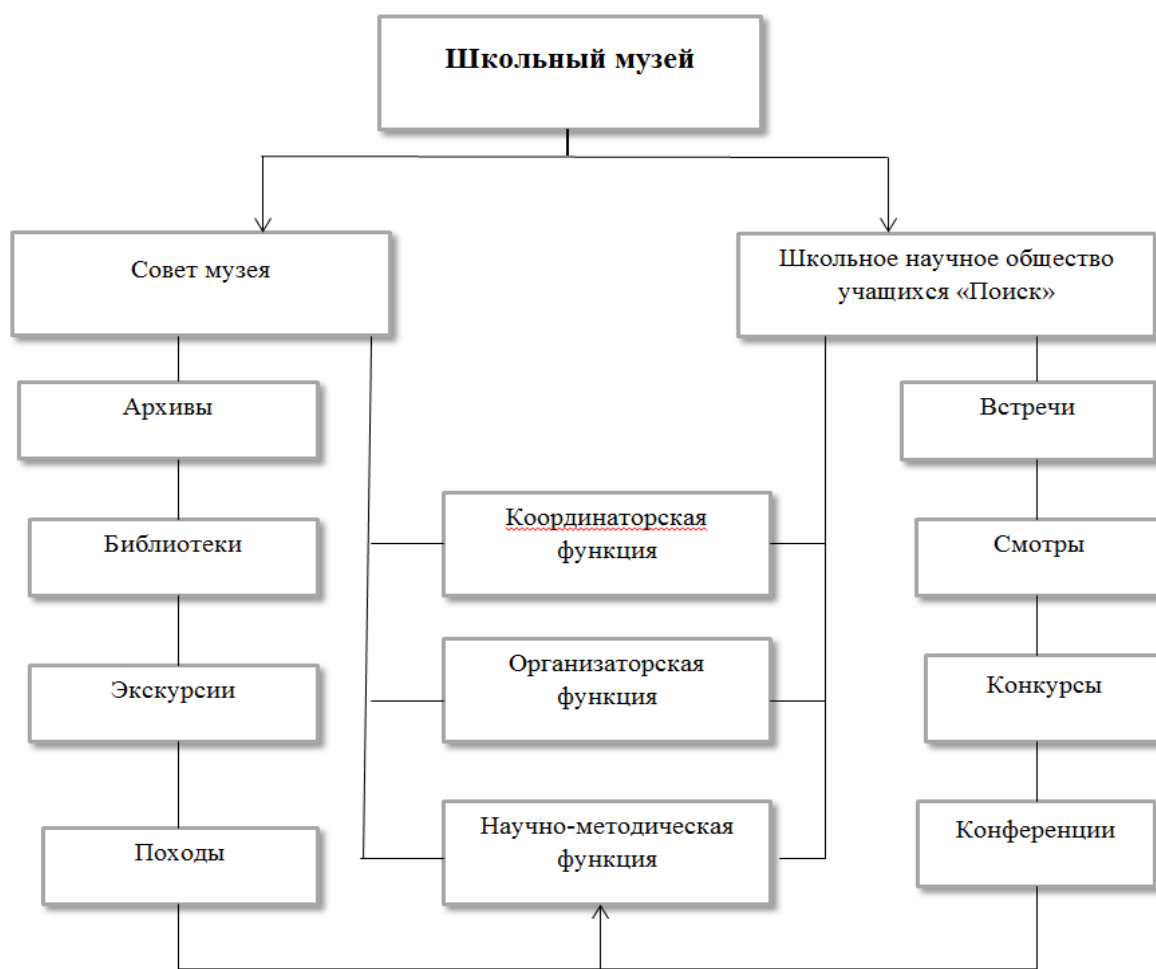 Школьный музей
Совет музея
Школьное научное общество
учащихся «Поиск»
Архивы
Встречи
Координаторская
функция
Библиотеки
Смотры
Организаторская
функция
Экскурсии
Конкурсы
Научно-методическая
функция
Походы
Конференции